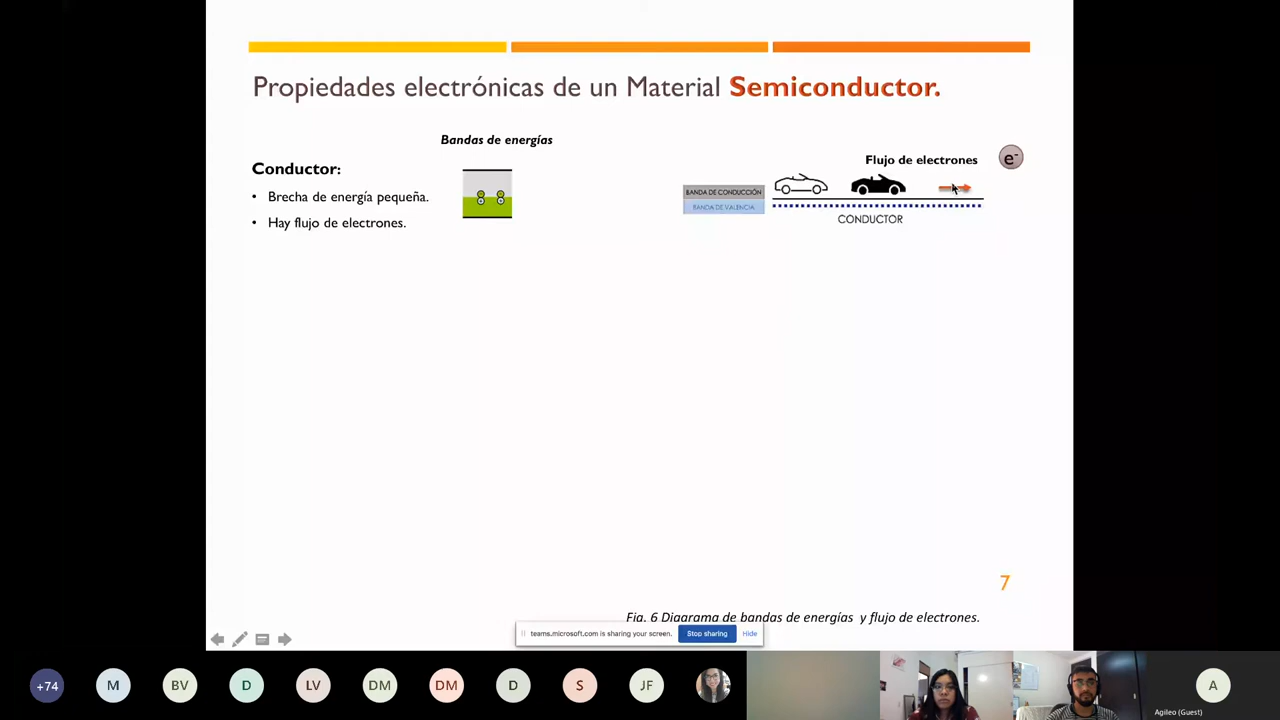 Propiedades electrónicas de un Material Semiconductor.
Bandas de energías
Conductor:
• Brecha de energía pequeña.
• Hay flujo de electrones.
Flujo de electrones
e-
BANDA DE CONDUCCIÓN
BANDA DE VALENCIA
CONDUCTOR
7
Fig. 6 Diagrama de bandas de energías y flujo de electrones.
teams.microsoft.com is sharing your screen.
Stop sharing
Hide
+74
M
BV
D
LV
DM
DM
D
S
JF
A
Agileo (Guest)